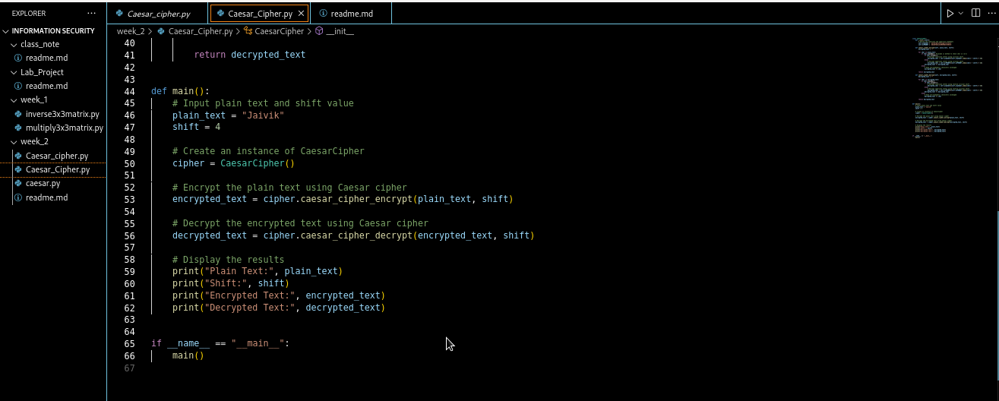 EXPLORER ···
INFORMATION SECURITY
class_note
readme.md
Lab_Project
readme.md
week_1
inverse3x3matrix.py
multiply3x3matrix.py
week_2
Caesar_cipher.py
Caesar_Cipher.py
caesar.py
readme.md
Caesar_cipher.py Caesar_Cipher.py readme.md
week_2 > Caesar_Cipher.py > CaesarCipher > __init__
40
41 return decrypted_text
42
43
44 def main():
45 # Input plain text and shift value
46 plain_text = "Jaivik"
47 shift = 4
48
49 # Create an instance of CaesarCipher
50 cipher = CaesarCipher()
51
52 # Encrypt the plain text using Caesar cipher
53 encrypted_text = cipher.caesar_cipher_encrypt(plain_text, shift)
54
55 # Decrypt the encrypted text using Caesar cipher
56 decrypted_text = cipher.caesar_cipher_decrypt(encrypted_text, shift)
57
58 # Display the results
59 print("Plain Text:", plain_text)
60 print("Shift:", shift)
61 print("Encrypted Text:", encrypted_text)
62 print("Decrypted Text:", decrypted_text)
63
64
65 if __name__ == "__main__":
66 main()
67